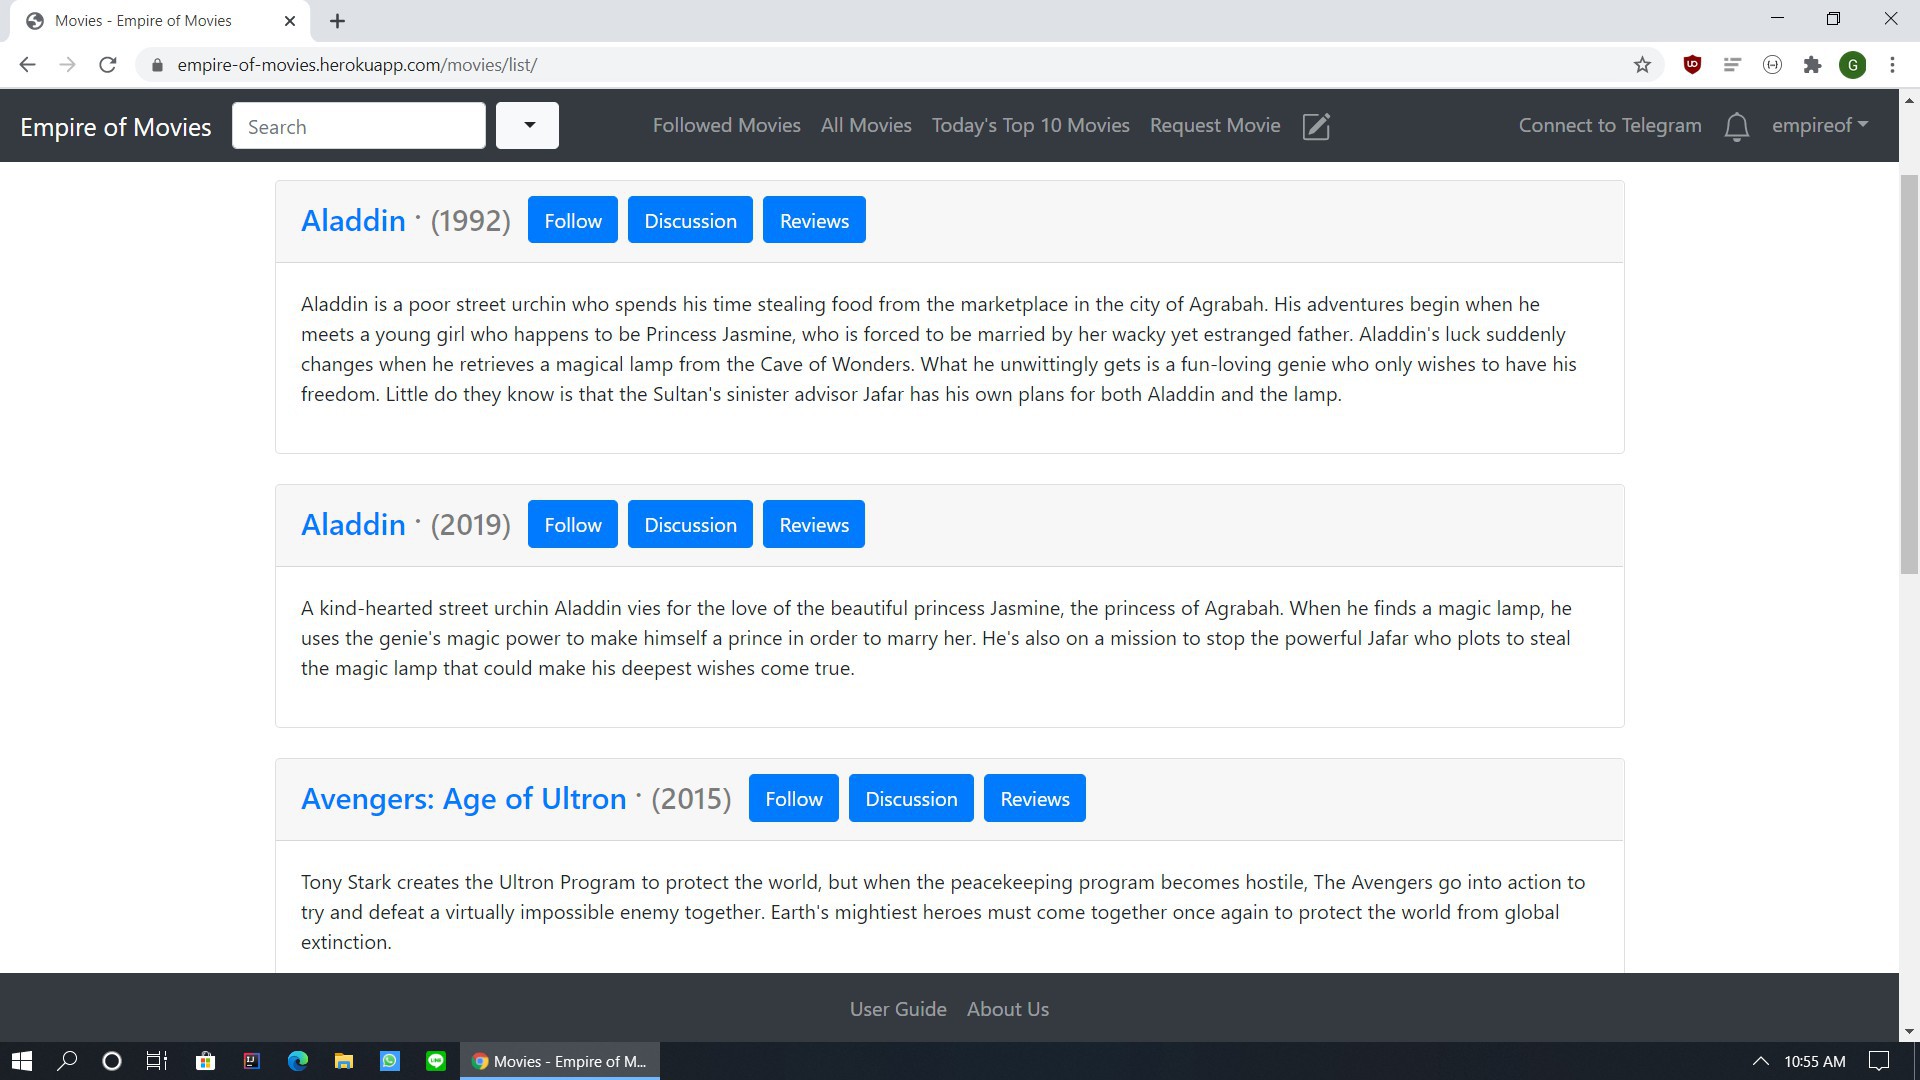 Movies - Empire of Movies
empire-of-movies.herokuapp.com/movies/list/
G
Empire of Movies
Search
Followed Movies
All Movies
Today's Top 10 Movies
Request Movie
Connect to Telegram
empireof
Aladdin · (1992) Follow Discussion Reviews
Aladdin is a poor street urchin who spends his time stealing food from the marketplace in the city of Agrabah. His adventures begin when he
meets a young girl who happens to be Princess Jasmine, who is forced to be married by her wacky yet estranged father. Aladdin's luck suddenly
changes when he retrieves a magical lamp from the Cave of Wonders. What he unwittingly gets is a fun-loving genie who only wishes to have his
freedom. Little do they know is that the Sultan's sinister advisor Jafar has his own plans for both Aladdin and the lamp.
Aladdin · (2019) Follow Discussion Reviews
A kind-hearted street urchin Aladdin vies for the love of the beautiful princess Jasmine, the princess of Agrabah. When he finds a magic lamp, he
uses the genie's magic power to make himself a prince in order to marry her. He's also on a mission to stop the powerful Jafar who plots to steal
the magic lamp that could make his deepest wishes come true.
Avengers: Age of Ultron · (2015) Follow Discussion Reviews
Tony Stark creates the Ultron Program to protect the world, but when the peacekeeping program becomes hostile, The Avengers go into action to
try and defeat a virtually impossible enemy together. Earth's mightiest heroes must come together once again to protect the world from global
extinction.
User Guide
About Us
Movies - Empire of M...
10:55 AM